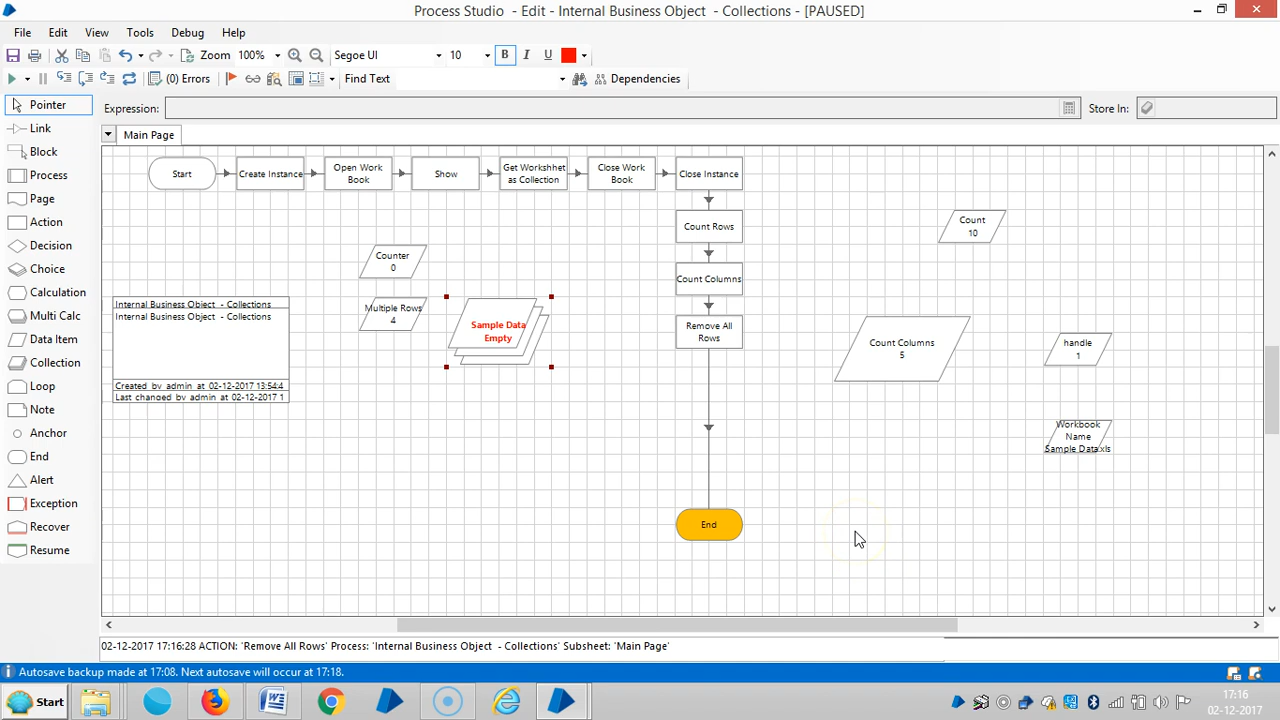 Process Studio - Edit - Internal Business Object - Collections - [PAUSED]
File Edit View Tools Debug Help
Zoom 100% Segoe UI 10 B I U
(0) Errors Find Text Dependencies
Pointer
Link
Block
Process
Page
Action
Decision
Choice
Calculation
Multi Calc
Data Item
Collection
Loop
Note
Anchor
End
Alert
Exception
Recover
Resume
Expression: Store In:
Main Page
Start
Create Instance
Open Work
Book
Show
Get Workshhet
as Collection
Close Work
Book
Close Instance
Count Rows
Count Columns
Remove All
Rows
End
Counter
0
Multiple Rows
4
Sample Data
Empty
Internal Business Object - Collections
Internal Business Object - Collections
Created by admin at 02-12-2017 13:54:4
Last changed by admin at 02-12-2017 1
Count
10
Count Columns
5
handle
1
Workbook
Name
Sample Data.xls
02-12-2017 17:16:28 ACTION: 'Remove All Rows' Process: 'Internal Business Object - Collections' Subsheet: 'Main Page'
Autosave backup made at 17:08. Next autosave will occur at 17:18.
Start
17:16
02-12-2017